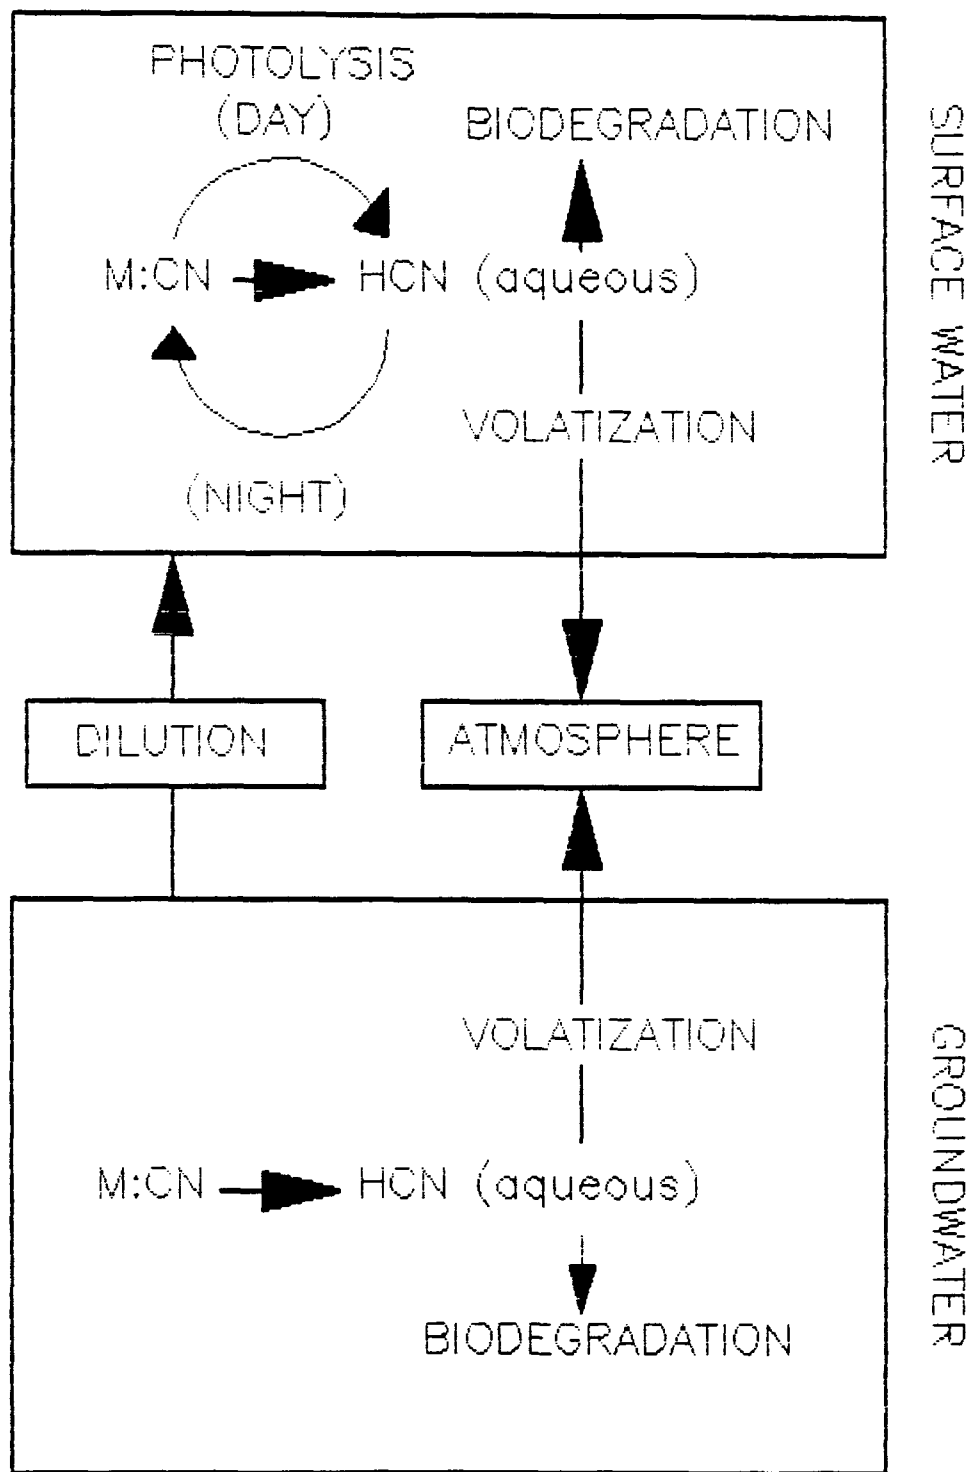 PHOTOLYSIS
(DAY)
BIODEGRADATION
M:CN
HCN (aqueous)
VOLATIZATION
(NIGHT)
SURFACE WATER
DILUTION
ATMOSPHERE
VOLATIZATION
M:CN
HCN (aqueous)
BIODEGRADATION
GROUNDWATER